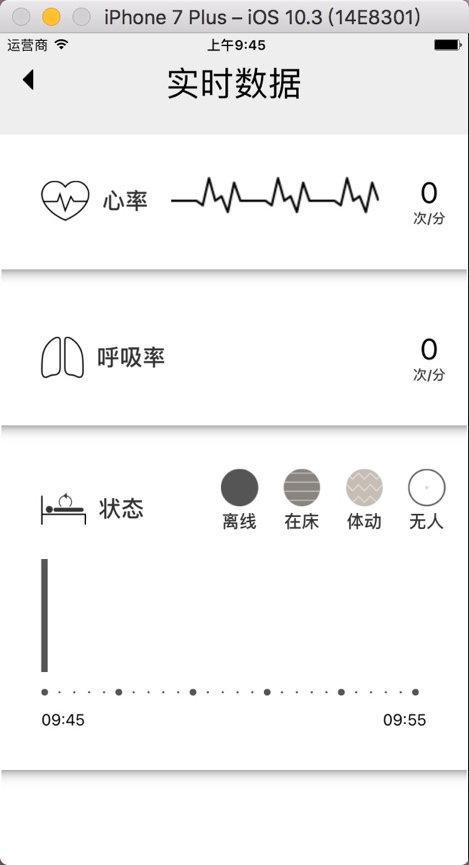 iPhone 7 Plus – iOS 10.3 (14E8301)
运营商 上午9:45
实时数据
心率 0
次/分
呼吸率 0
次/分
状态
离线 在床 体动 无人
09:45 09:55